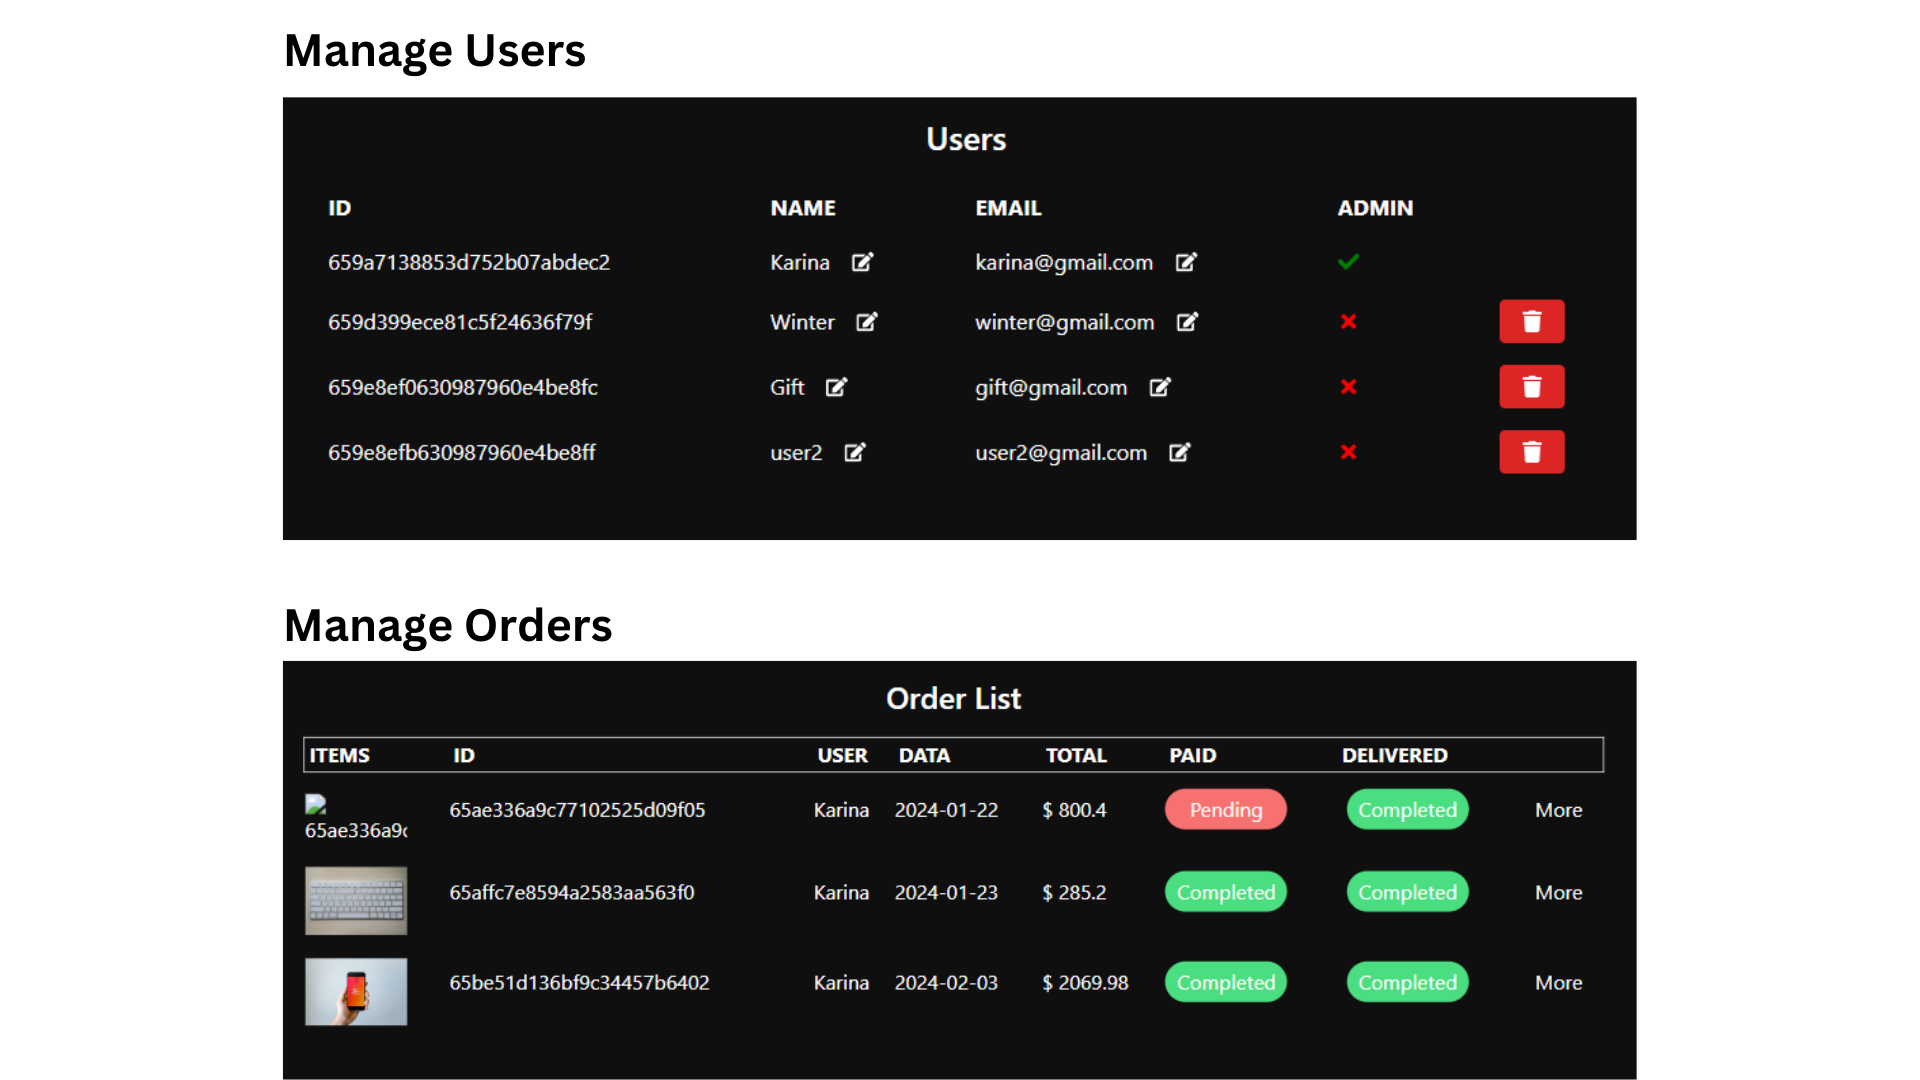 Manage Users
Users
ID NAME EMAIL ADMIN
659a7138853d752b07abdec2 Karina karina@gmail.com
659d399ece81c5f24636f79f Winter winter@gmail.com
659e8ef0630987960e4be8fc Gift gift@gmail.com
659e8efb630987960e4be8ff user2 user2@gmail.com
Manage Orders
Order List
ITEMS ID USER DATA TOTAL PAID DELIVERED
65ae336a9c77102525d09f05 Karina 2024-01-22 $ 800.4 Pending Completed More
65ae336a9c
65affc7e8594a2583aa563f0 Karina 2024-01-23 $ 285.2 Completed Completed More
65be51d136bf9c34457b6402 Karina 2024-02-03 $ 2069.98 Completed Completed More